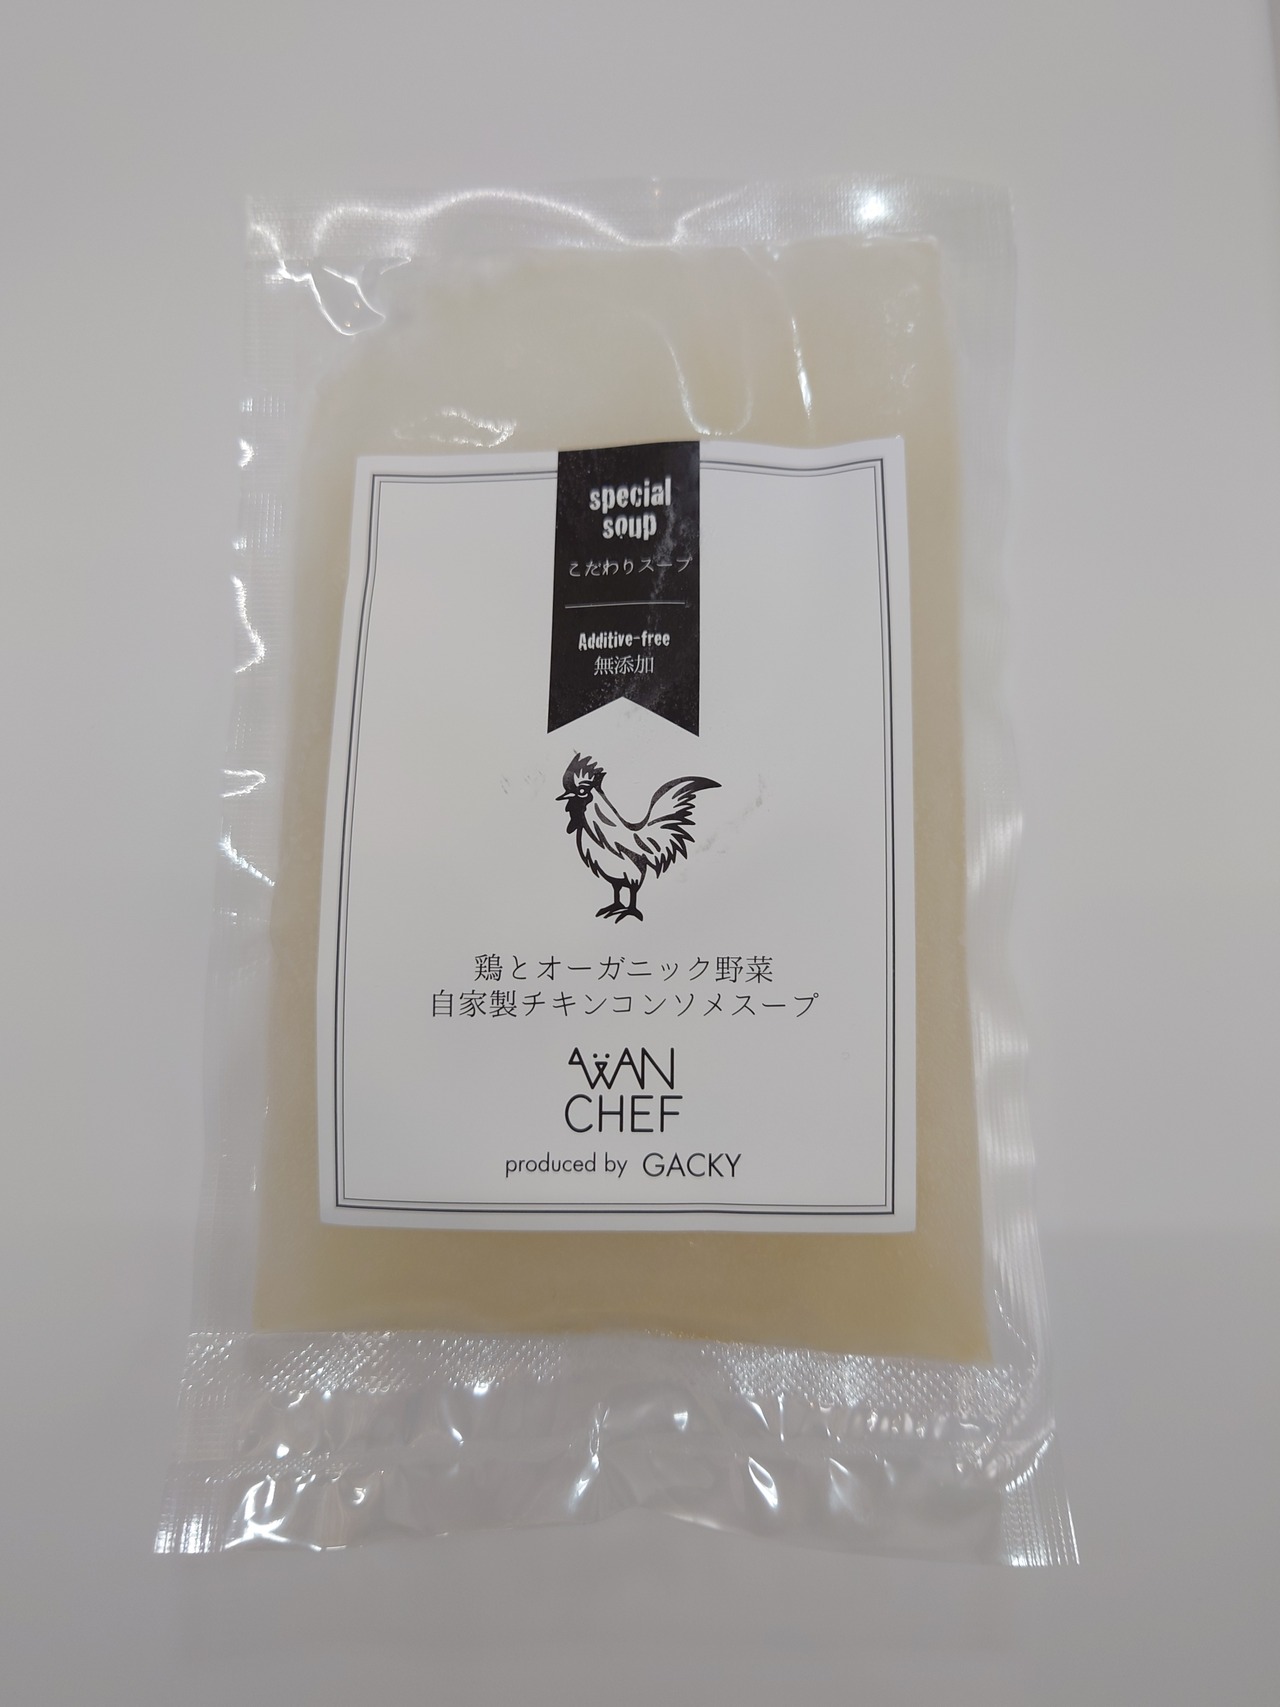 special
soup
こだわりスープ
Additive-free
無添加
鶏とオーガニック野菜
自家製チキンコンソメスープ
WAN
CHEF
produced by GACKY